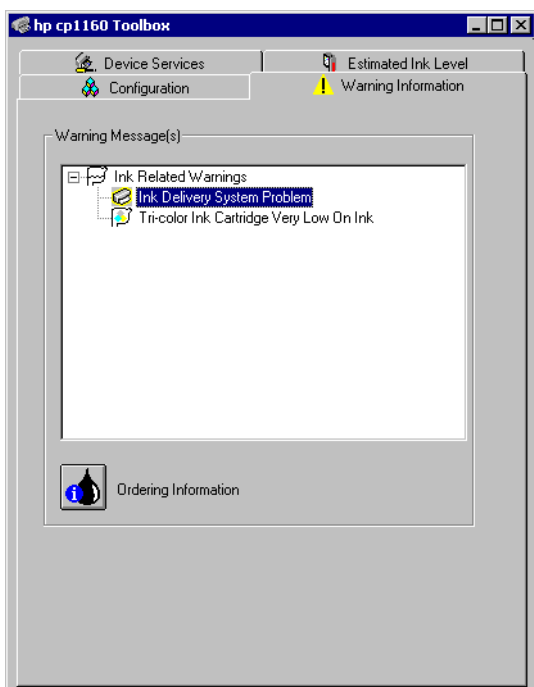 hp cp1160 Toolbox
Device Services
Estimated Ink Level
Configuration
Warning Information
Warning Message(s)
Ink Related Warnings
Ink Delivery System Problem
Tri-color Ink Cartridge Very Low On Ink
Ordering Information